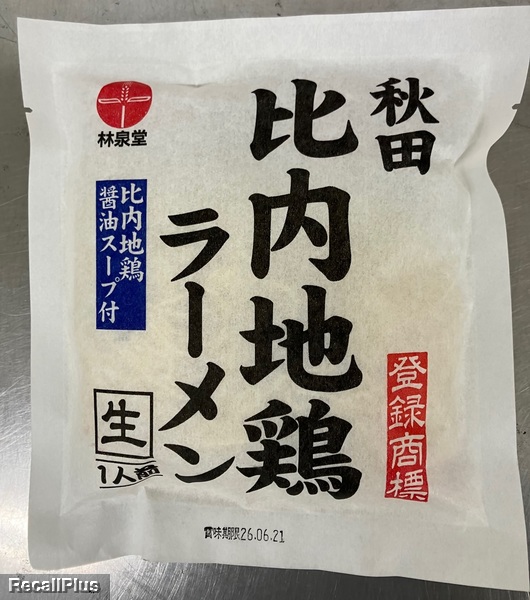 秋田
比内地鶏
ラーメン
林泉堂
比内地鶏
醤油スープ付
生
1人前
登録商標
賞味期限26.06.21
RecallPlus